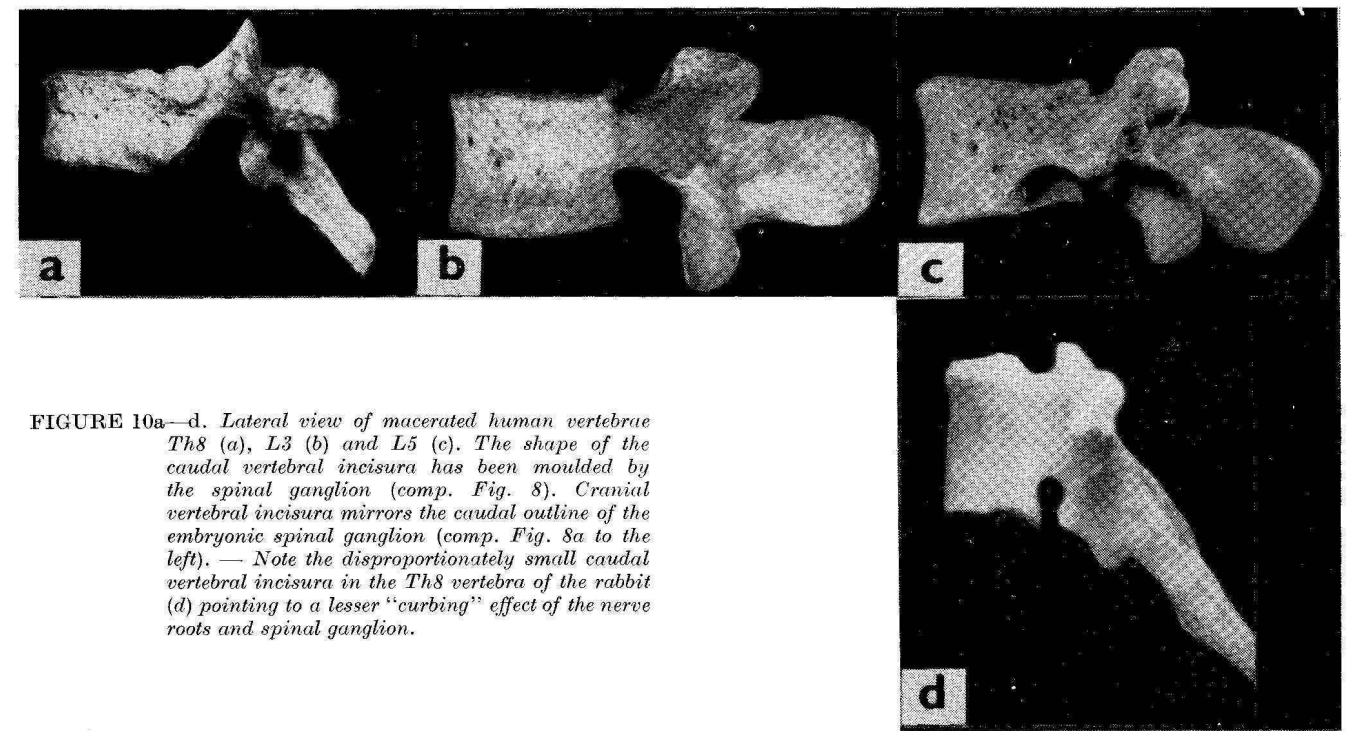 a
b
c
FIGURE 10a—d. Lateral view of macerated human vertebrae
Th8 (a), L3 (b) and L5 (c). The shape of the
caudal vertebral incisura has been moulded by
the spinal ganglion (comp. Fig. 8). Cranial
vertebral incisura mirrors the caudal outline of the
embryonic spinal ganglion (comp. Fig. 8a to the
left). — Note the disproportionately small caudal
vertebral incisura in the Th8 vertebra of the rabbit
(d) pointing to a lesser "curbing" effect of the nerve
roots and spinal ganglion.
d